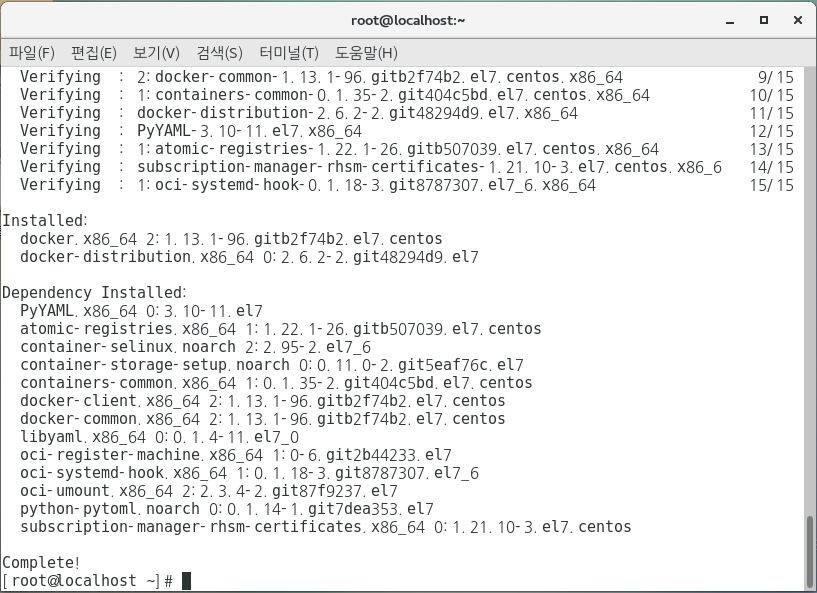 root@localhost:~
파일(F) 편집(E) 보기(V) 검색(S) 터미널(T) 도움말(H)
Verifying : 2:docker-common-1.13.1-96.gitb2f74b2.el7.centos.x86_64 9/15
Verifying : 1:containers-common-0.1.35-2.git404c5bd.el7.centos.x86_64 10/15
Verifying : docker-distribution-2.6.2-2.git48294d9.el7.x86_64 11/15
Verifying : PyYAML-3.10-11.el7.x86_64 12/15
Verifying : 1:atomic-registries-1.22.1-26.gitb507039.el7.centos.x86_64 13/15
Verifying : subscription-manager-rhsm-certificates-1.21.10-3.el7.centos.x86_6 14/15
Verifying : 1:oci-systemd-hook-0.1.18-3.git8787307.el7_6.x86_64 15/15
Installed:
docker.x86_64 2:1.13.1-96.gitb2f74b2.el7.centos
docker-distribution.x86_64 0:2.6.2-2.git48294d9.el7
Dependency Installed:
PyYAML.x86_64 0:3.10-11.el7
atomic-registries.x86_64 1:1.22.1-26.gitb507039.el7.centos
container-selinux.noarch 2:2.95-2.el7_6
container-storage-setup.noarch 0:0.11.0-2.git5eaf76c.el7
containers-common.x86_64 1:0.1.35-2.git404c5bd.el7.centos
docker-client.x86_64 2:1.13.1-96.gitb2f74b2.el7.centos
docker-common.x86_64 2:1.13.1-96.gitb2f74b2.el7.centos
libyaml.x86_64 0:0.1.4-11.el7_0
oci-register-machine.x86_64 1:0-6.git2b44233.el7
oci-systemd-hook.x86_64 1:0.1.18-3.git8787307.el7_6
oci-umount.x86_64 2:2.3.4-2.git87f9237.el7
python-pytoml.noarch 0:0.1.14-1.git7dea353.el7
subscription-manager-rhsm-certificates.x86_64 0:1.21.10-3.el7.centos
Complete!
[root@localhost ~]#